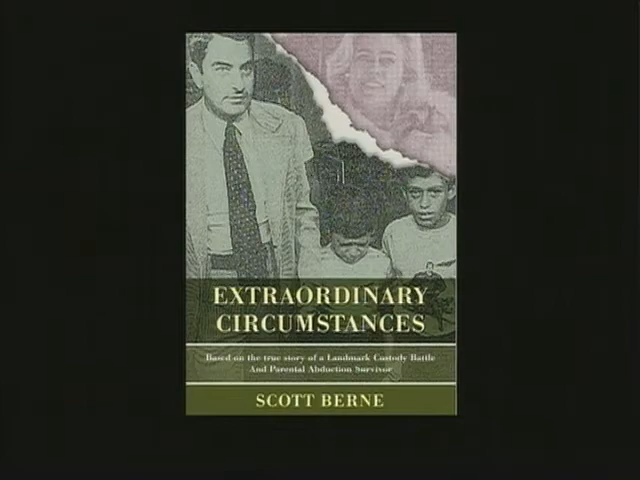 EXTRAORDINARY
CIRCUMSTANCES
Based on the true story of a Landmark Custody Battle
And Parental Abduction Survivor
SCOTT BERNE